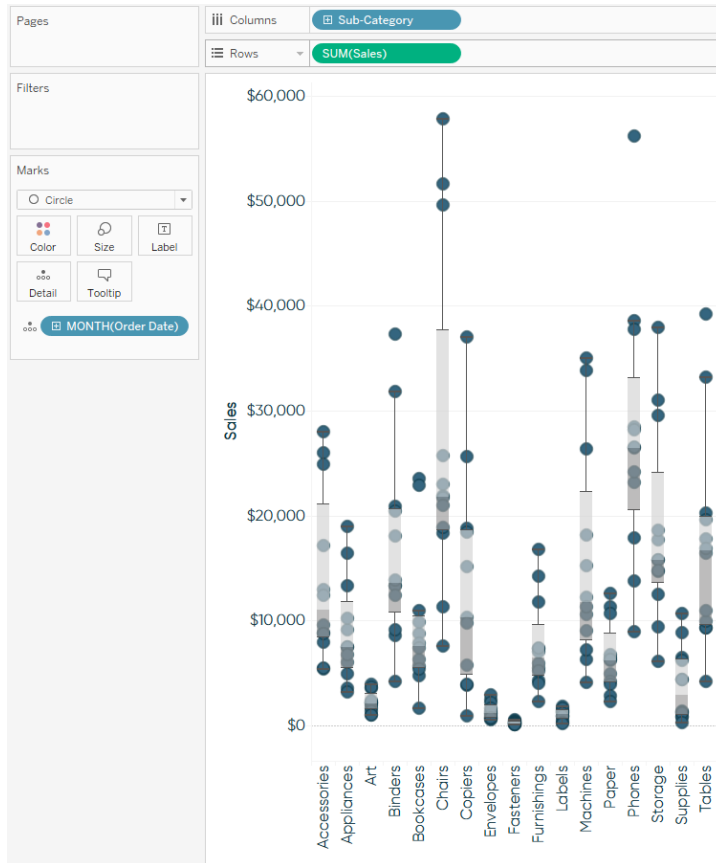 Pages
Columns
Sub-Category
Rows
SUM(Sales)
Filters
Marks
Circle
Color
Size
Label
Detail
Tooltip
MONTH(Order Date)
Sales
$60,000
$50,000
$40,000
$30,000
$20,000
$10,000
$0
Accessories
Appliances
Art
Binders
Bookcases
Chairs
Copiers
Envelopes
Fasteners
Furnishings
Labels
Machines
Paper
Phones
Storage
Supplies
Tables